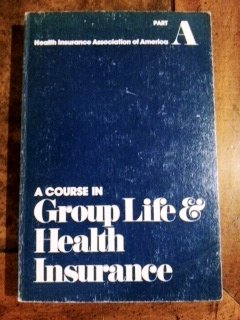 PART
Health Insurance Association of America A
A COURSE IN
Group Life &
Health
Insurance